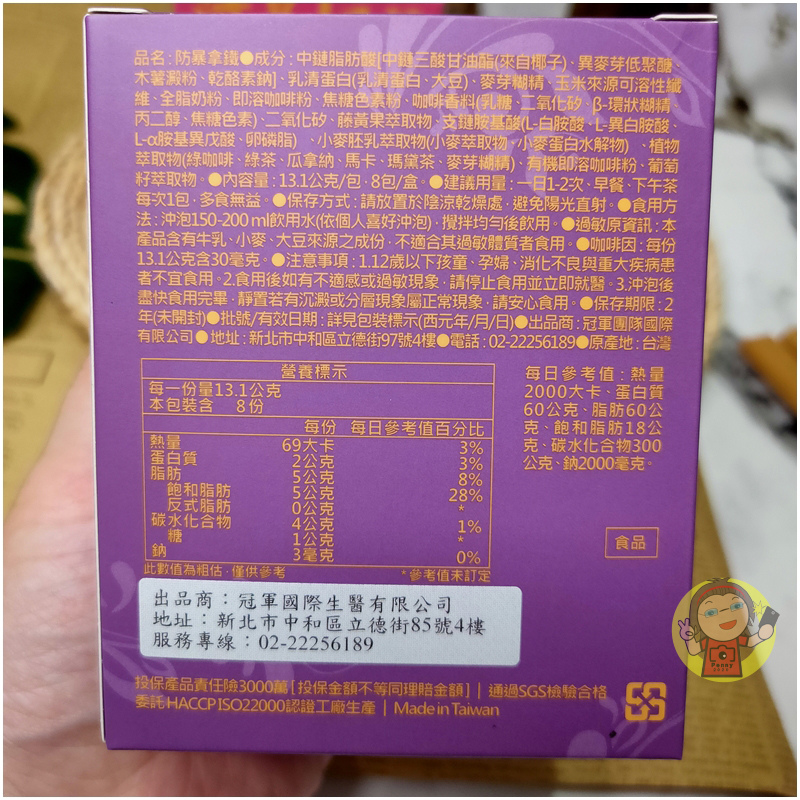 品名：防暴拿鐵●成分：中鏈脂肪酸[中鏈三酸甘油酯(來自椰子)、異麥芽低聚醣、
木薯澱粉、乾酪素鈉]、乳清蛋白(乳清蛋白、大豆)、麥芽糊精、玉米來源可溶性纖
維、全脂奶粉、即溶咖啡粉、焦糖色素粉、咖啡香料(乳糖、二氧化矽、β-環狀糊精、
丙二醇、焦糖色素)、二氧化矽、藤黃果萃取物、支鏈胺基酸(L-白胺酸、L-異白胺酸、
L-α胺基異戊酸、卵磷脂)、小麥胚乳萃取物(小麥萃取物、小麥蛋白水解物)、植物
萃取物(綠咖啡、綠茶、瓜拿納、馬卡、瑪黛茶、麥芽糊精)、有機即溶咖啡粉、葡萄
籽萃取物。●內容量：13.1公克/包，8包/盒。●建議用量：一日1-2次，早餐、下午茶
每次1包，多食無益。●保存方式：請放置於陰涼乾燥處，避免陽光直射。●食用方
法：沖泡150-200 ml飲用水(依個人喜好沖泡)，攪拌均勻後飲用。●過敏原資訊：本
產品含有牛乳、小麥、大豆來源之成份，不適合其過敏體質者食用。●咖啡因：每份
13.1公克含30毫克。●注意事項：1.12歲以下孩童、孕婦、消化不良與重大疾病患
者不宜食用。2.食用後如有不適感或過敏現象，請停止食用並立即就醫。3.沖泡後
盡快食用完畢，靜置若有沉澱或分層現象屬正常現象，請安心食用。●保存期限：2
年(未開封)●批號/有效日期：詳見包裝標示(西元年/月/日)●出品商：冠軍團隊國際
有限公司●地址：新北市中和區立德街97號4樓●電話：02-22256189●原產地：台灣
營養標示
每一份量13.1公克
本包裝含 8份
每份 每日參考值百分比
熱量 69大卡 3%
蛋白質 2公克 3%
脂肪 5公克 8%
飽和脂肪 5公克 28%
反式脂肪 0公克 *
碳水化合物 4公克 1%
糖 1公克 *
鈉 3毫克 0%
此數值為粗估，僅供參考 *參考值未訂定
每日參考值：熱量
2000大卡、蛋白質
60公克、脂肪60公
克、飽和脂肪18公
克、碳水化合物300
公克、鈉2000毫克。
食品
出品商：冠軍國際生醫有限公司
地址：新北市中和區立德街85號4樓
服務專線：02-22256189
投保產品責任險3000萬[投保金額不等同理賠金額]｜通過SGS檢驗合格
委託HACCP ISO22000認證工廠生產｜Made in Taiwan